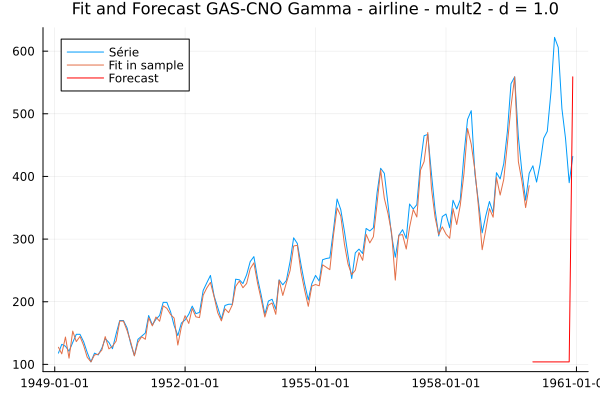 Fit and Forecast GAS-CNO Gamma - airline - mult2 - d = 1.0
Série
Fit in sample
Forecast
600
500
400
300
200
100
1949-01-01 1952-01-01 1955-01-01 1958-01-01 1961-01-0